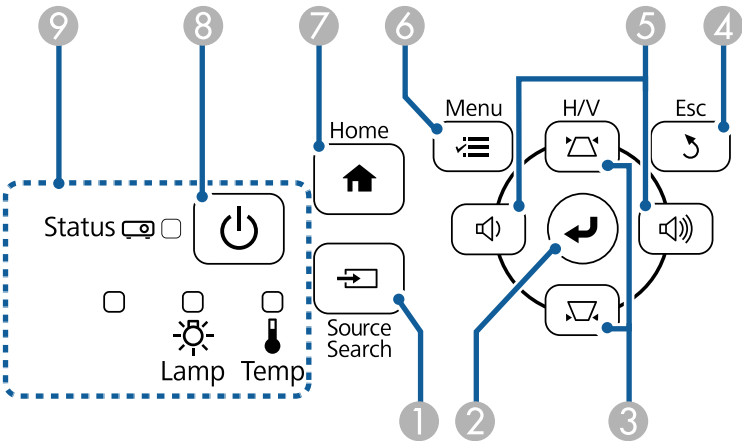 9 8 7 6 5 4
Menu H/V Esc
Home
Status
Source
Search
Lamp Temp
1 2 3